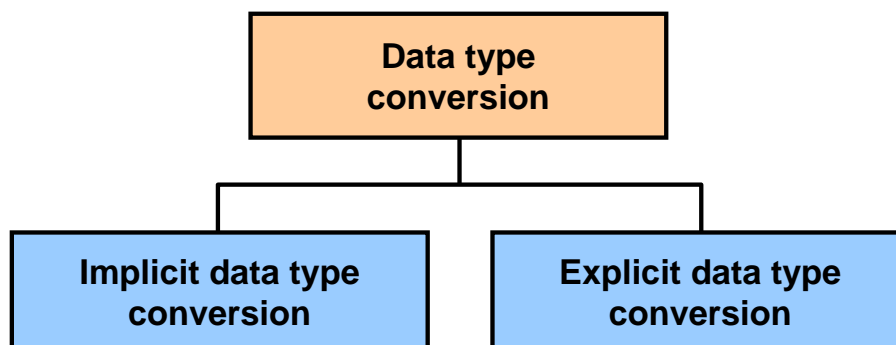 Data type
conversion
Implicit data type
conversion
Explicit data type
conversion